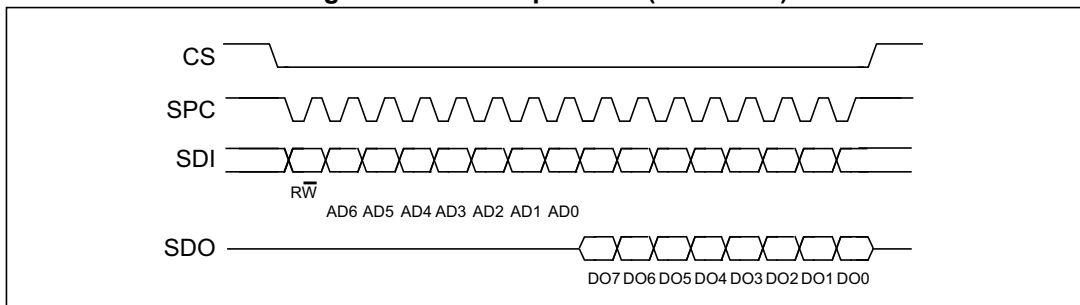 CS
SPC
SDI
RW̅
AD6 AD5 AD4 AD3 AD2 AD1 AD0
SDO
DO7 DO6 DO5 DO4 DO3 DO2 DO1 DO0